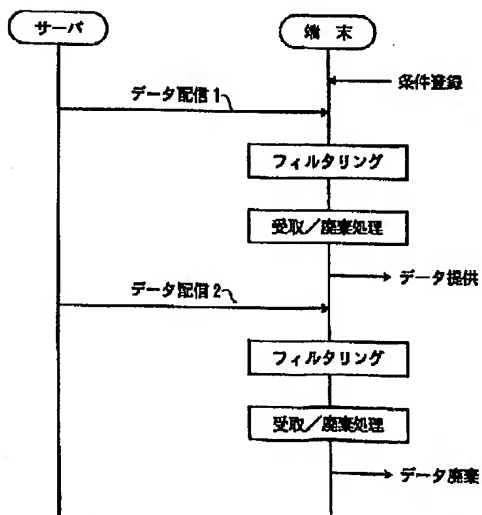 サーバ
端末
条件登録
データ配信1
フィルタリング
受取／廃棄処理
データ提供
データ配信2
フィルタリング
受取／廃棄処理
データ廃棄